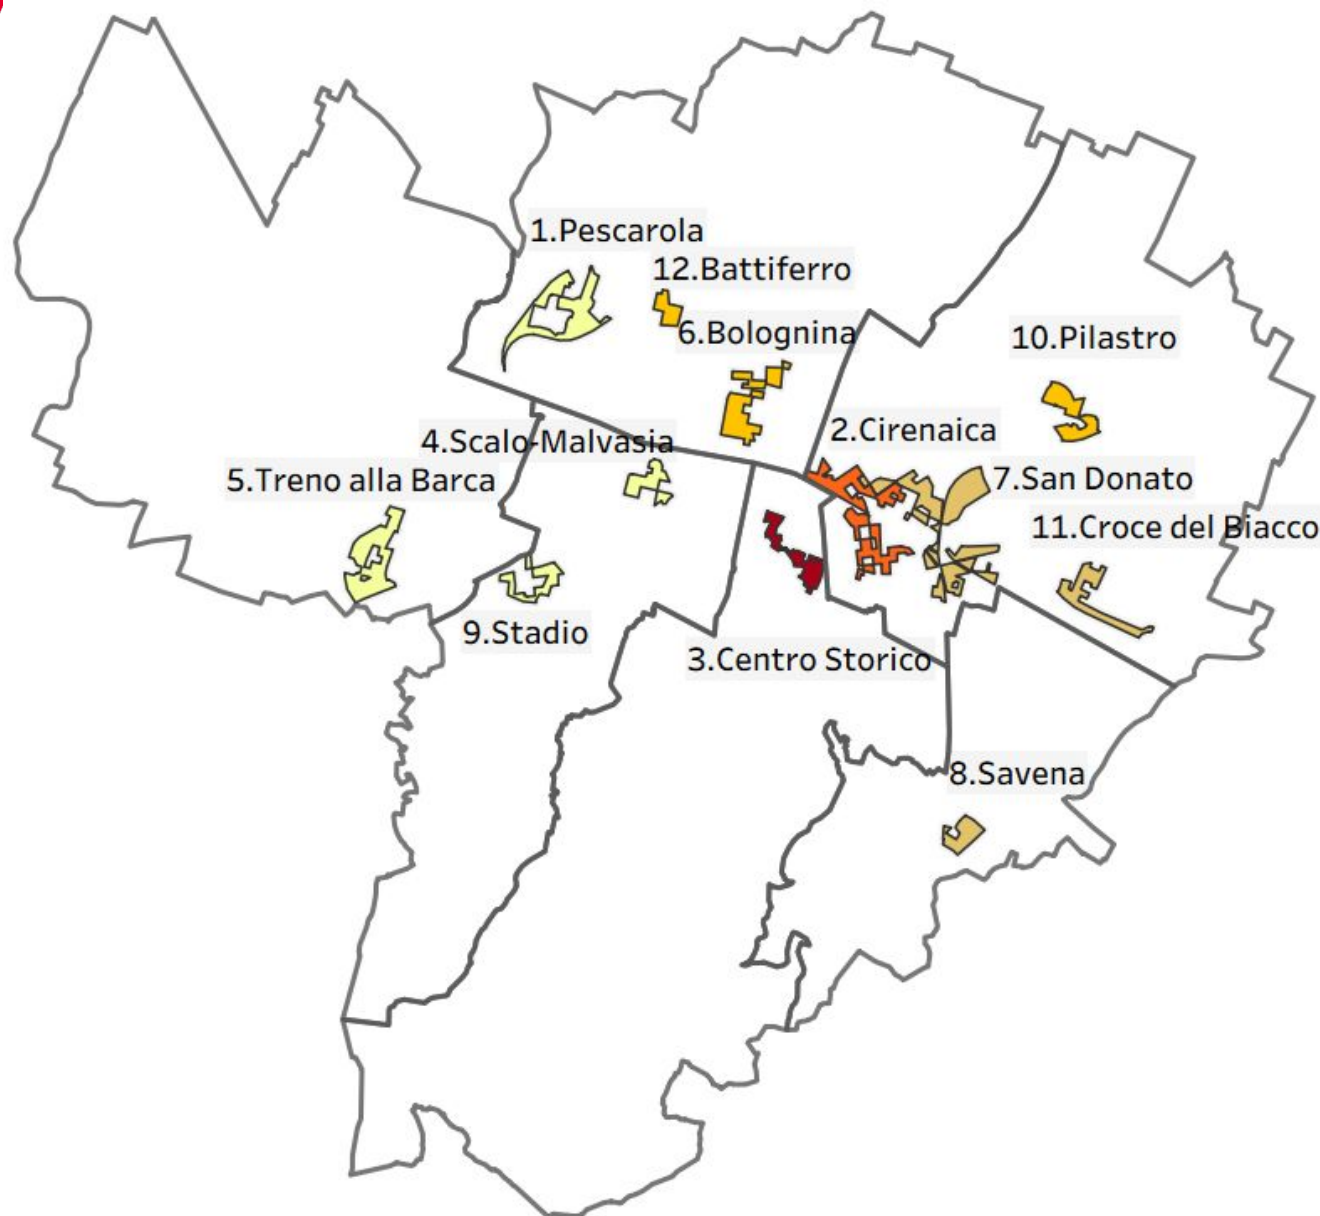 1.Pescarola
12.Battiferro
6.Bolognina
10.Pilastro
2.Cirenaica
4.Scalo-Malvasia
5.Treno alla Barca
7.San Donato
11.Croce del Biacco
9.Stadio
3.Centro Storico
8.Savena